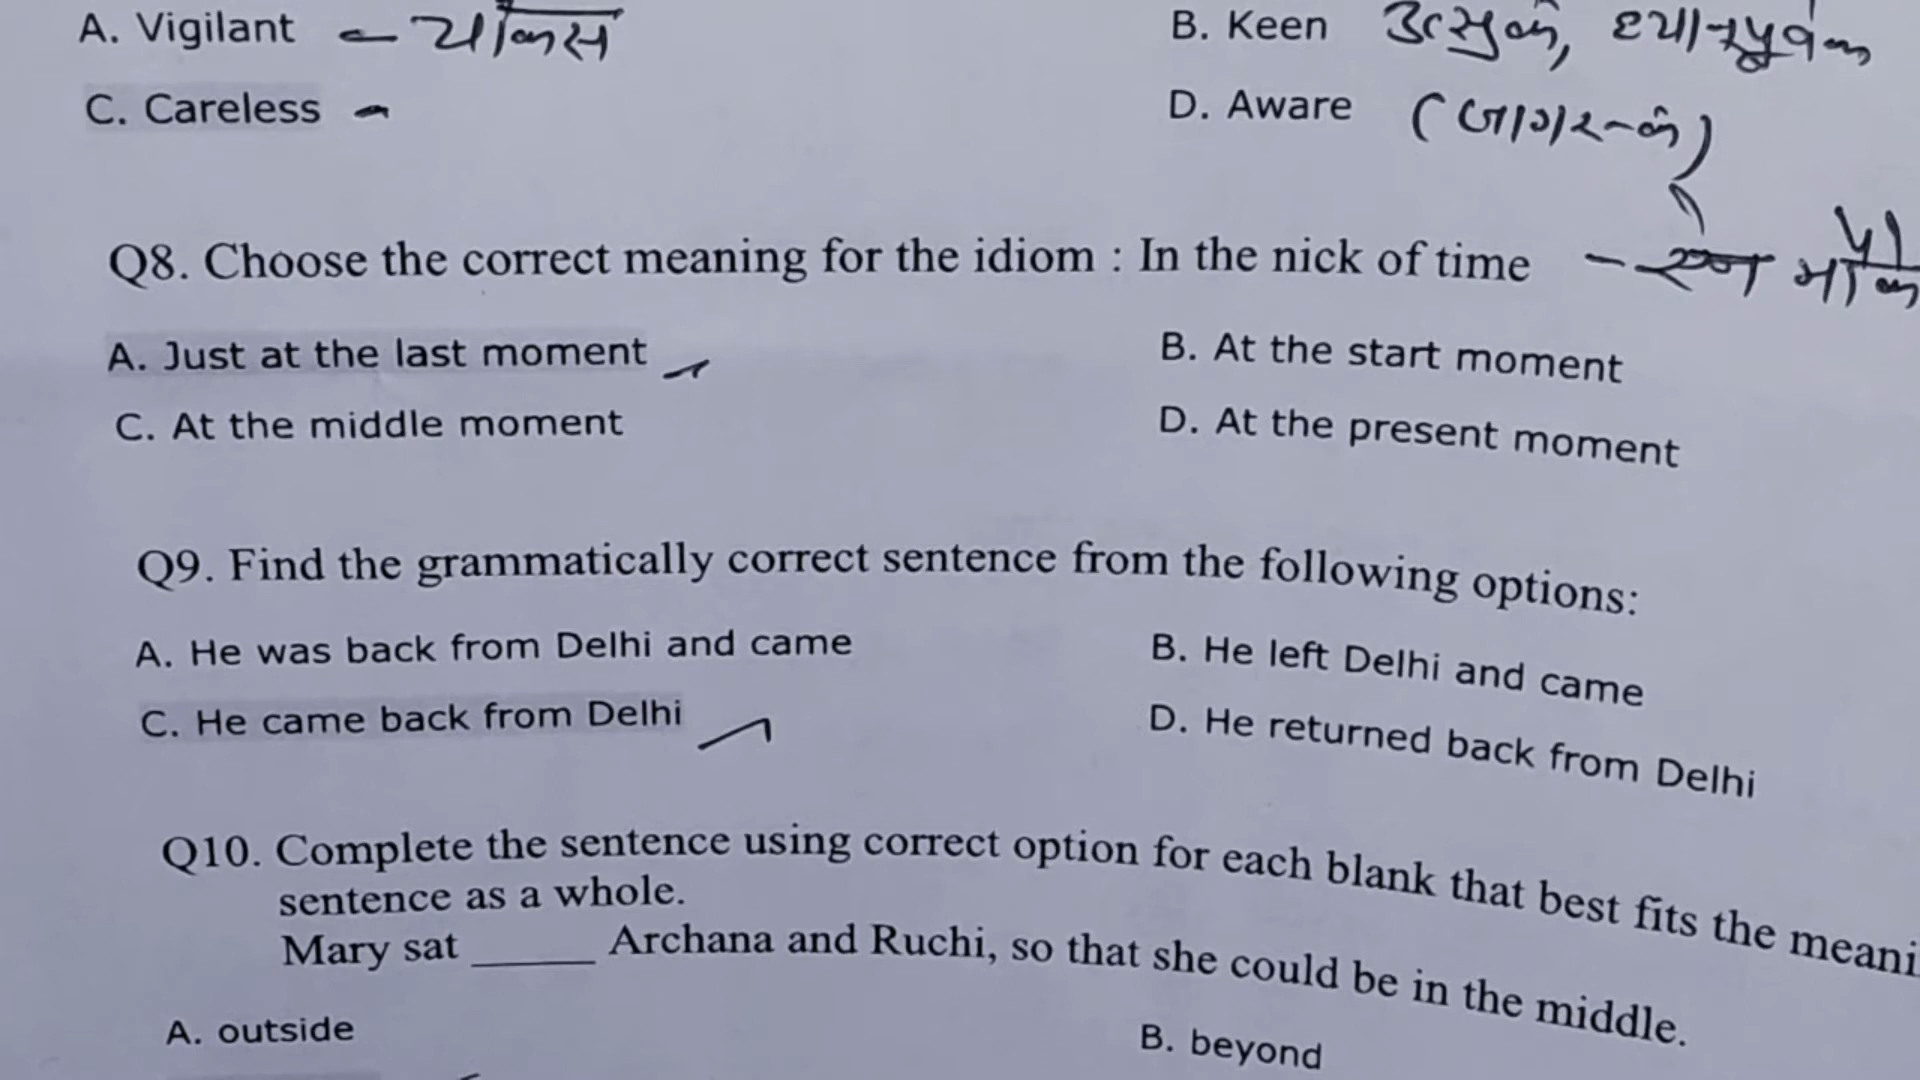 A. Vigilant
B. Keen उत्सुक, ध्यानपूर्वक
C. Careless -
D. Aware (जागरूक)
Q8. Choose the correct meaning for the idiom : In the nick of time -
A. Just at the last moment
B. At the start moment
C. At the middle moment
D. At the present moment
Q9. Find the grammatically correct sentence from the following options:
A. He was back from Delhi and came
B. He left Delhi and came
C. He came back from Delhi
D. He returned back from Delhi
Q10. Complete the sentence using correct option for each blank that best fits the meani
sentence as a whole.
Mary sat _____ Archana and Ruchi, so that she could be in the middle.
A. outside
B. beyond